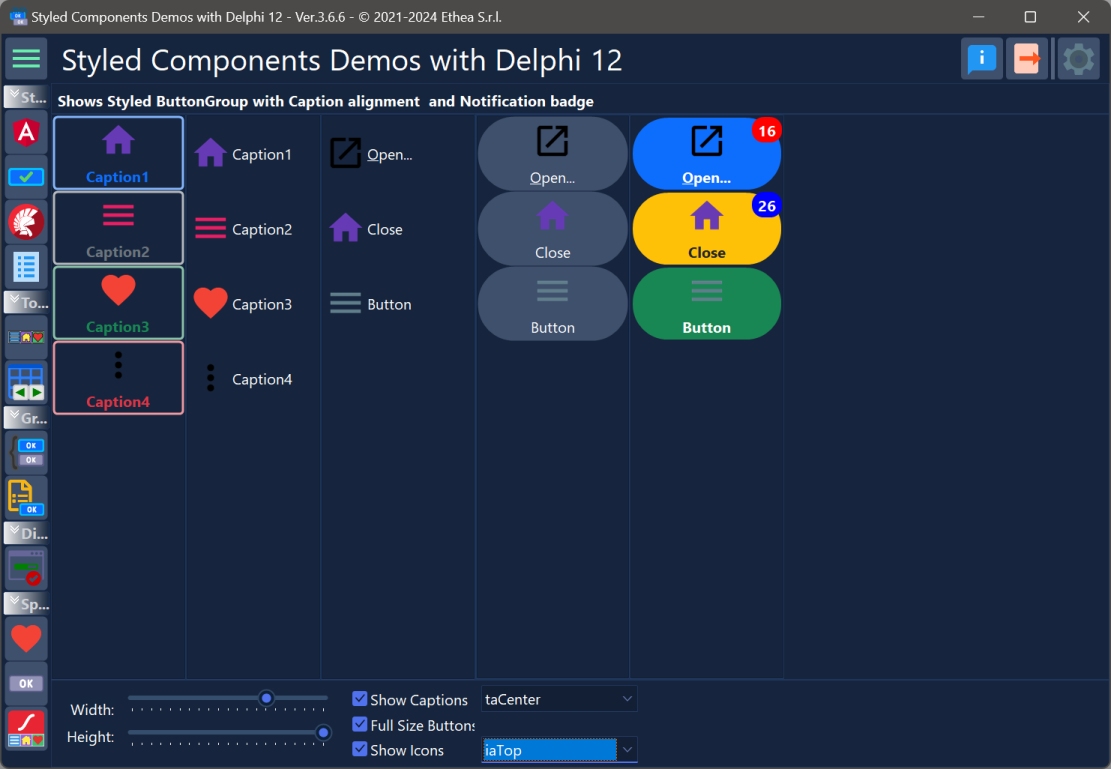 Styled Components Demos with Delphi 12 - Ver.3.6.6 - © 2021-2024 Ethea S.r.l.
Styled Components Demos with Delphi 12
i
St...
Shows Styled ButtonGroup with Caption alignment and Notification badge
A
Caption1
Caption2
Caption3
Caption4
Caption1
Caption2
Caption3
Caption4
Open...
Close
Button
Open...
Close
Button
16
Open...
26
Close
Button
To...
Gr...
OK
OK
OK
Di...
Sp...
OK
Width:
Height:
Show Captions
Full Size Buttons
Show Icons
taCenter
iaTop